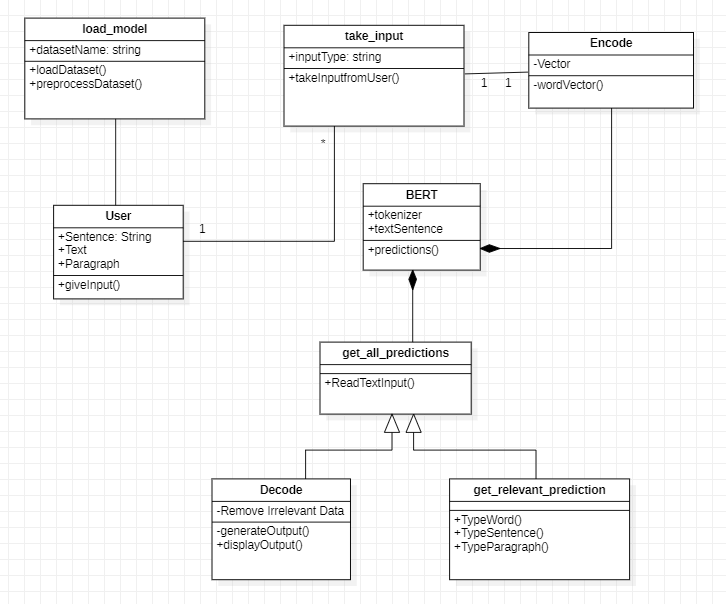 load_model
+datasetName: string
+loadDataset()
+preprocessDataset()
take_input
+inputType: string
+takeInputfromUser()
Encode
-Vector
-wordVector()
1 1
*
User
+Sentence: String
+Text
+Paragraph
+giveInput()
1
BERT
+tokenizer
+textSentence
+predictions()
get_all_predictions
+ReadTextInput()
Decode
-Remove Irrelevant Data
-generateOutput()
+displayOutput()
get_relevant_prediction
+TypeWord()
+TypeSentence()
+TypeParagraph()